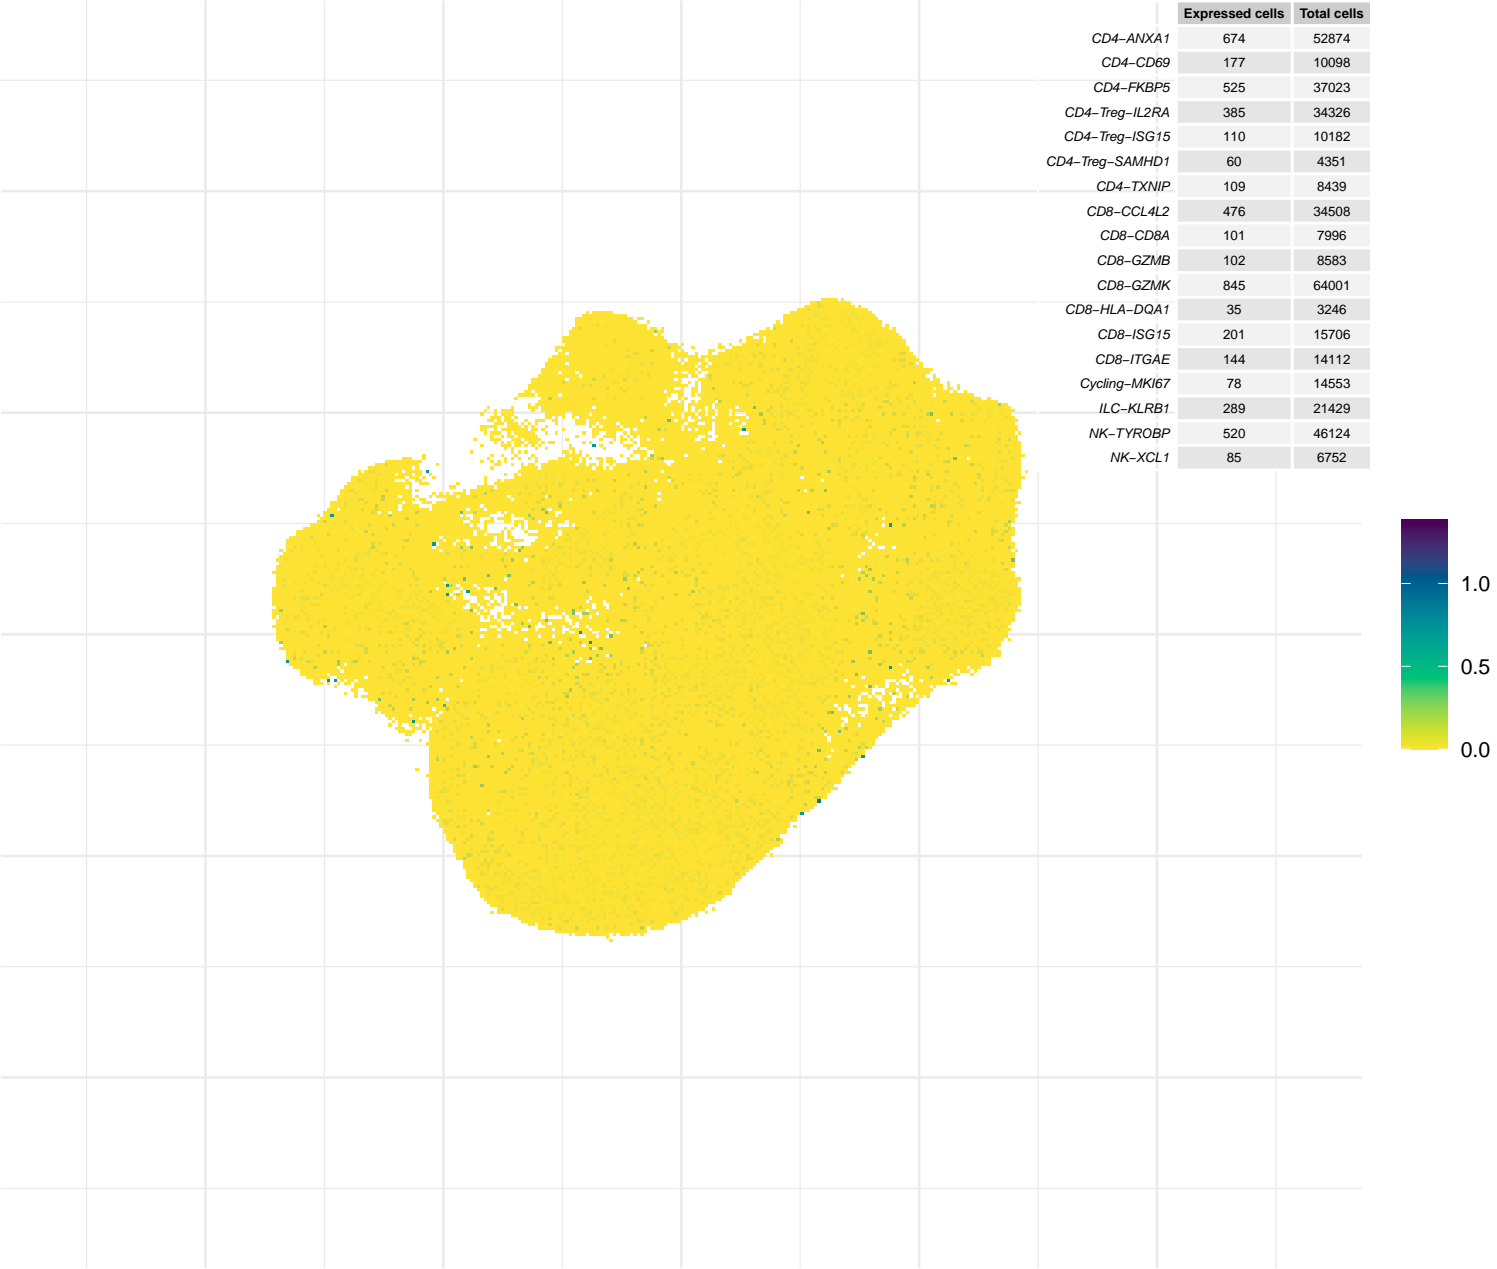 Expressed cells Total cells
CD4−ANXA1 674 52874
CD4−CD69 177 10098
CD4−FKBP5 525 37023
CD4−Treg−IL2RA 385 34326
CD4−Treg−ISG15 110 10182
CD4−Treg−SAMHD1 60 4351
CD4−TXNIP 109 8439
CD8−CCL4L2 476 34508
CD8−CD8A 101 7996
CD8−GZMB 102 8583
CD8−GZMK 845 64001
CD8−HLA−DQA1 35 3246
CD8−ISG15 201 15706
CD8−ITGAE 144 14112
Cycling−MKI67 78 14553
ILC−KLRB1 289 21429
NK−TYROBP 520 46124
NK−XCL1 85 6752
1.0
0.5
0.0